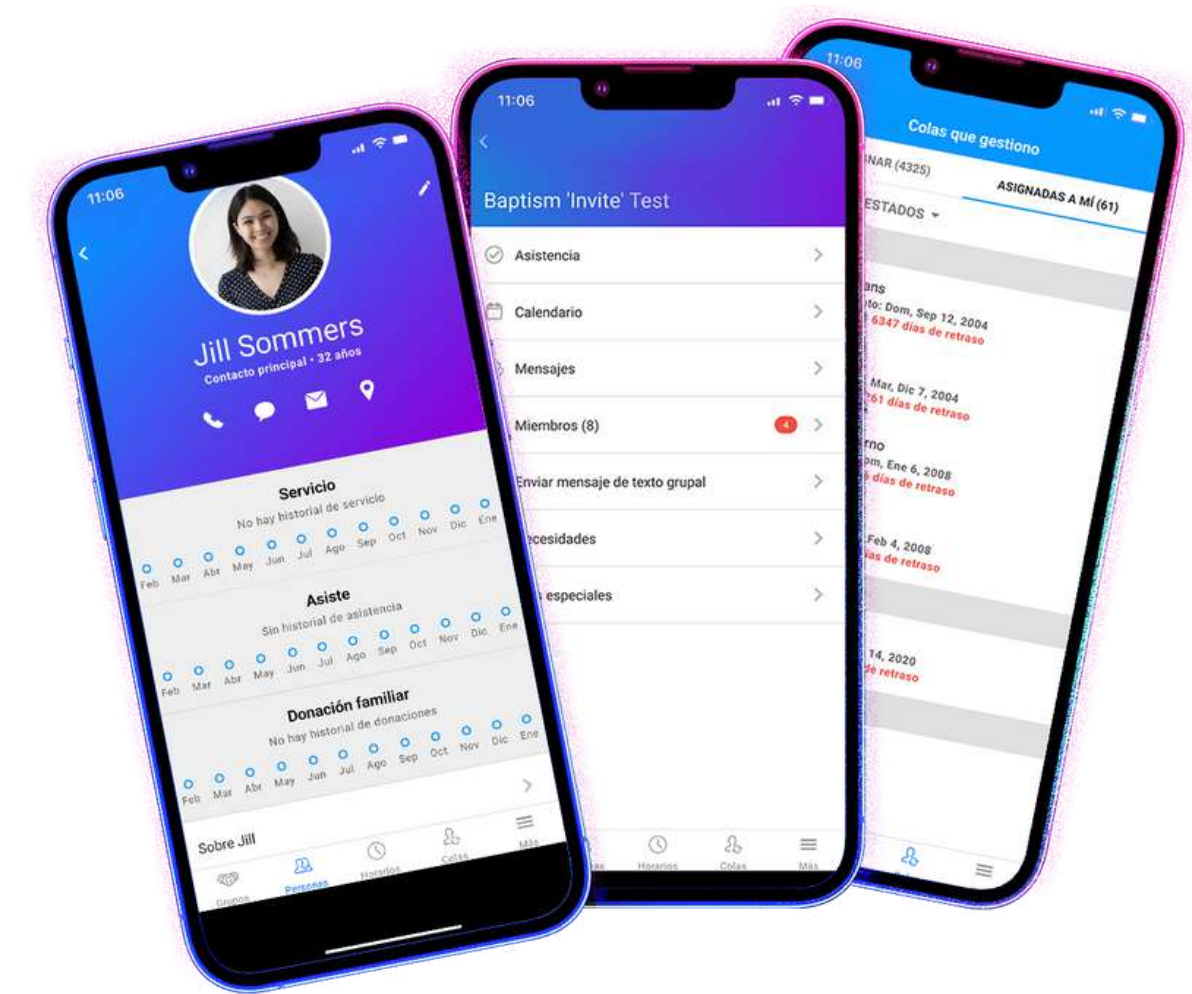 11:06
Jill Sommers
Contacto principal • 32 años
Servicio
No hay historial de servicio
Feb Mar Abr May Jun Jul Ago Sep Oct Nov Dic Ene
Asiste
Sin historial de asistencia
Feb Mar Abr May Jun Jul Ago Sep Oct Nov Dic Ene
Donación familiar
No hay historial de donaciones
Feb Mar Abr May Jun Jul Ago Sep Oct Nov Dic Ene
Sobre Jill
Grupos Personas Horarios Colas Más
11:06
Baptism 'Invite' Test
Asistencia
Calendario
Mensajes
Miembros (8) 4
Enviar mensaje de texto grupal
ecesidades
especiales
Horarios Colas Más
11:06
Colas que gestiono
NAR (4325) ASIGNADAS A MÍ (61)
ESTADOS
ans
to: Dom, Sep 12, 2004
6347 días de retraso
Mar, Dic 7, 2004
261 días de retraso
rno
om, Ene 6, 2008
días de retraso
Feb 4, 2008
ías de retraso
14, 2020
de retraso